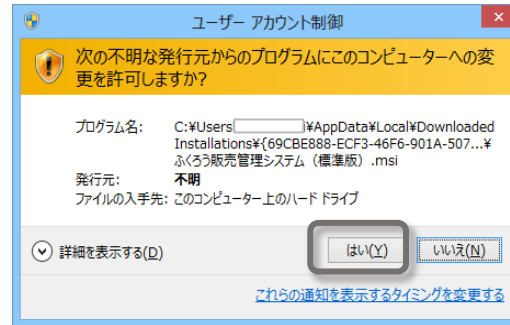 ユーザー アカウント制御
次の不明な発行元からのプログラムにこのコンピューターへの変
更を許可しますか?
プログラム名: C:¥Users i¥AppData¥Local¥Downloaded
Installations¥{69CBE888-ECF3-46F6-901A-507...¥
ふくろう販売管理システム（標準版）.msi
発行元: 不明
ファイルの入手先: このコンピューター上のハード ドライブ
詳細を表示する(D) はい(Y) いいえ(N)
これらの通知を表示するタイミングを変更する